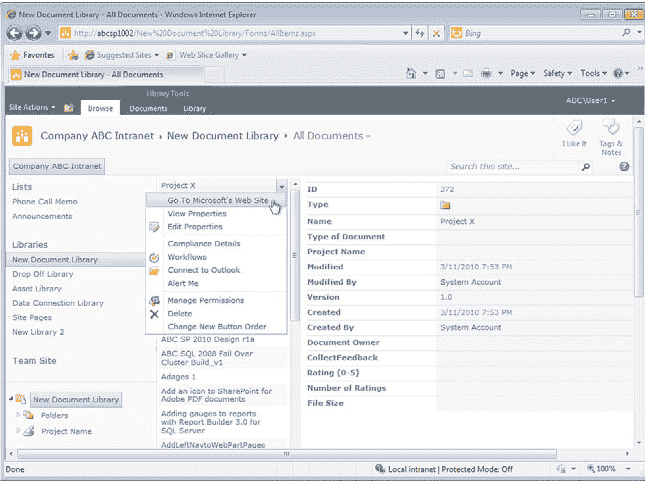 New Document Library - All Documents - Windows Internet Explorer
http://abcsp1002/New%20Document%20Library/Forms/AllItems.aspx
Bing
Favorites
Suggested Sites
Web Slice Gallery
New Document Library - All Documents
Page
Safety
Tools
Library Tools
Site Actions
Browse
Documents
Library
ABC\User1
Company ABC Intranet
New Document Library
All Documents
I Like It
Tags & Notes
Company ABC Intranet
Search this site...
Lists
Phone Call Memo
Announcements
Libraries
New Document Library
Drop Off Library
Asset Library
Data Connection Library
Site Pages
New Library 2
Team Site
New Document Library
Folders
Project Name
Project X
Go To Microsoft's Web Site
View Properties
Edit Properties
Compliance Details
Workflows
Connect to Outlook
Alert Me
Manage Permissions
Delete
Change New Button Order
ABC SP 2010 Design r1a
ABC SQL 2008 Fail Over
Cluster Build_v1
Adages 1
Add an icon to SharePoint for
Adobe PDF documents
Adding gauges to reports
with Report Builder 3.0 for
SQL Server
AddLeftNavtoWebPartPages
ID 372
Type
Name Project X
Type of Document
Project Name
Modified 3/11/2010 7:53 PM
Modified By System Account
Version 1.0
Created 3/11/2010 7:53 PM
Created By System Account
Document Owner
CollectFeedback
Rating (0-5)
Number of Ratings
File Size
Done
Local intranet | Protected Mode: Off
100%